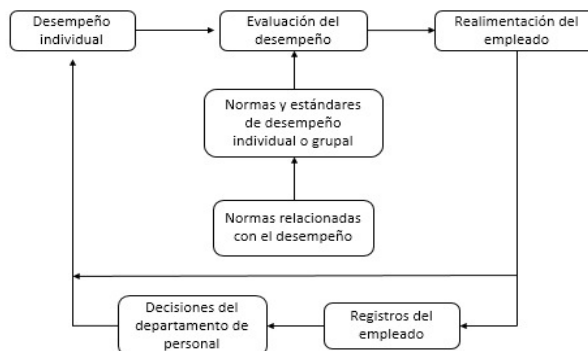 Desempeño
individual
Evaluación del
desempeño
Realimentación del
empleado
Normas y estándares
de desempeño
individual o grupal
Normas relacionadas
con el desempeño
Decisiones del
departamento de
personal
Registros del
empleado